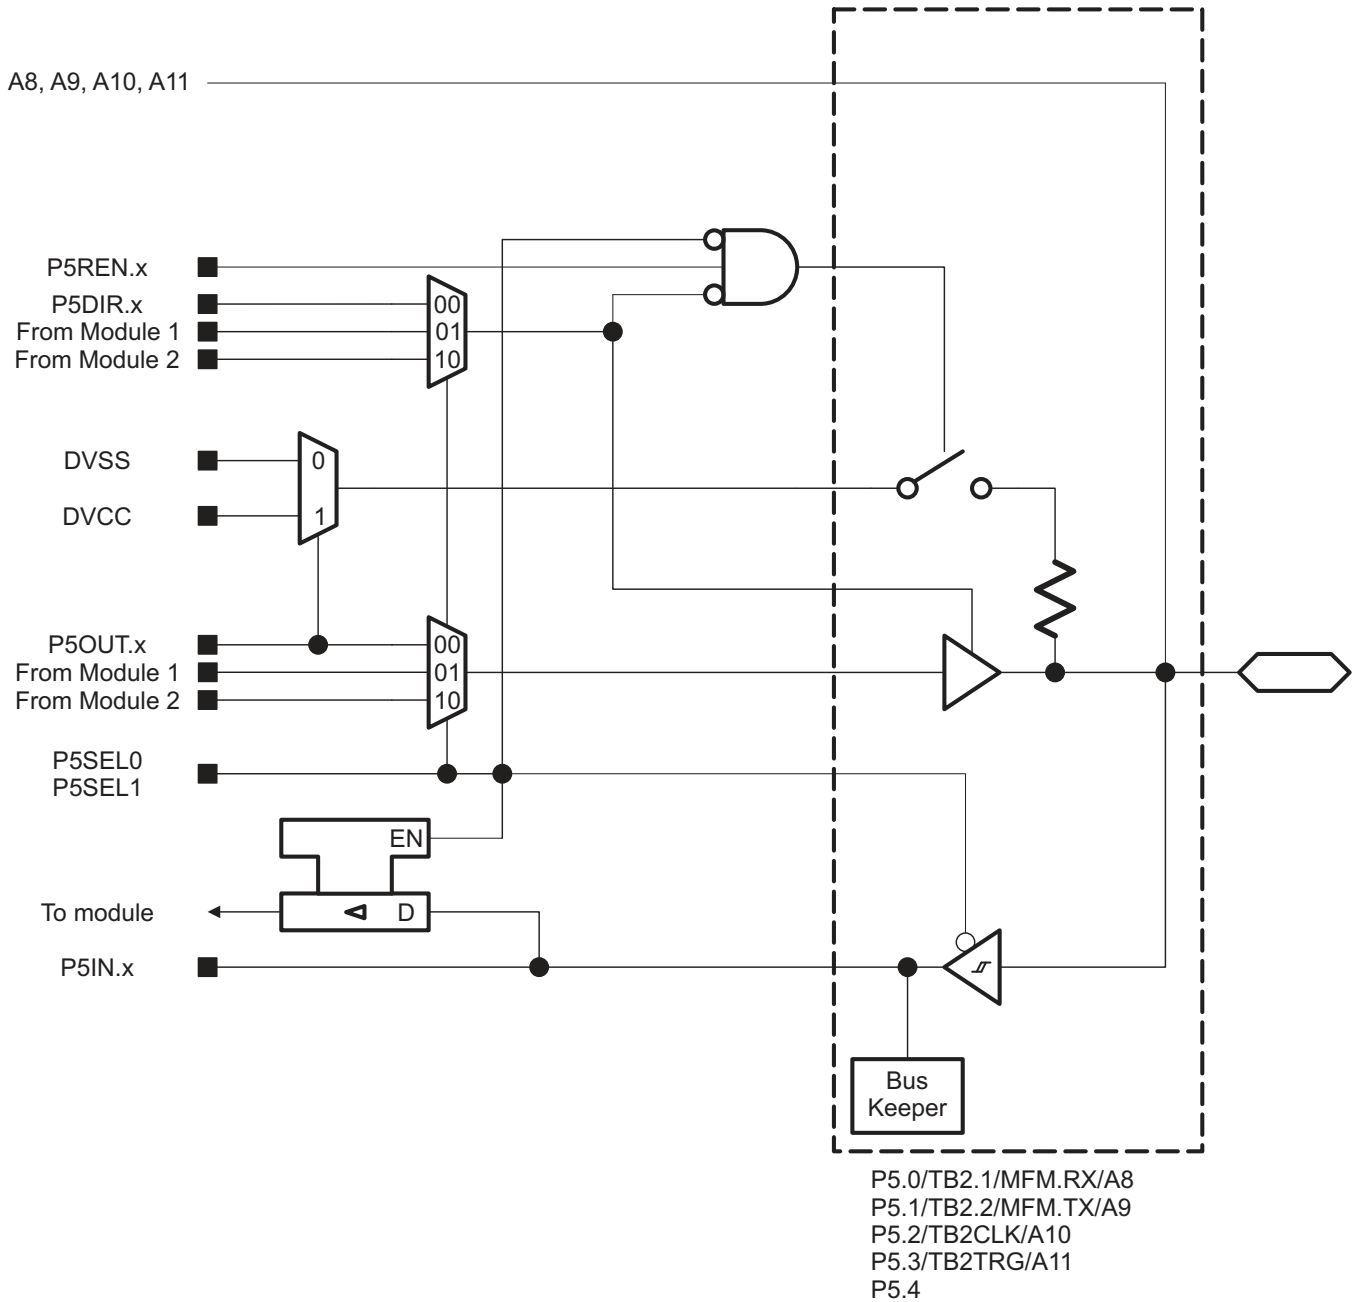 A8, A9, A10, A11
P5REN.x
P5DIR.x
00
From Module 1
01
From Module 2
10
DVSS
0
DVCC
1
P5OUT.x
00
From Module 1
01
From Module 2
10
P5SEL0
P5SEL1
EN
To module
D
P5IN.x
Bus
Keeper
P5.0/TB2.1/MFM.RX/A8
P5.1/TB2.2/MFM.TX/A9
P5.2/TB2CLK/A10
P5.3/TB2TRG/A11
P5.4